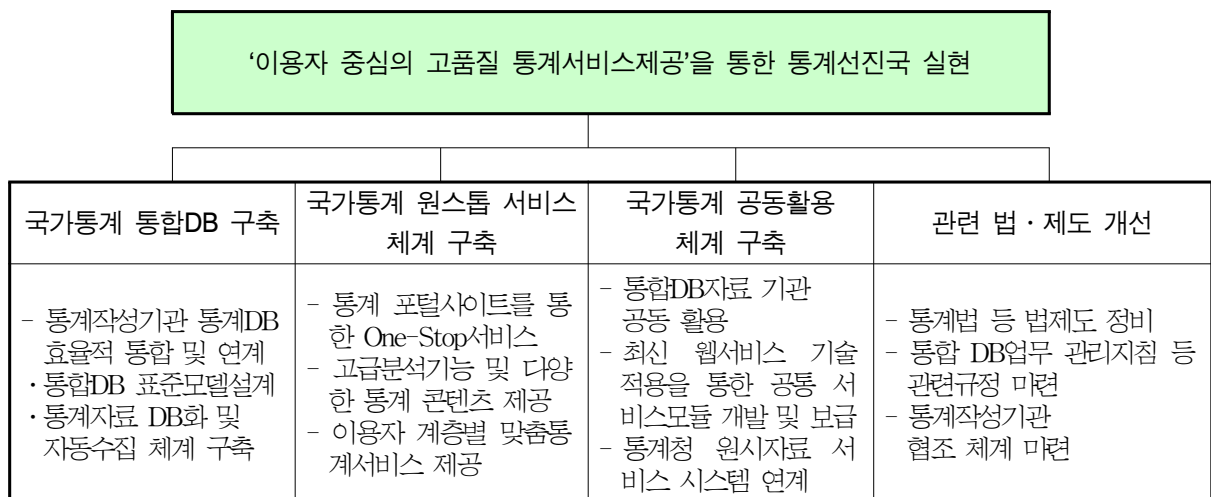 ‘이용자 중심의 고품질 통계서비스제공’을 통한 통계선진국 실현
국가통계 통합DB 구축
국가통계 원스톱 서비스
체계 구축
국가통계 공동활용
체계 구축
관련 법·제도 개선
- 통계작성기관 통계DB
효율적 통합 및 연계
·통합DB 표준모델설계
·통계자료 DB화 및
자동수집 체계 구축
- 통계 포털사이트를 통
한 One-Stop서비스
- 고급분석기능 및 다양
한 통계 콘텐츠 제공
- 이용자 계층별 맞춤통
계서비스 제공
- 통합DB자료 기관
공동 활용
- 최신 웹서비스 기술
적용을 통한 공통 서
비스모듈 개발 및 보급
- 통계청 원시자료 서
비스 시스템 연계
- 통계법 등 법제도 정비
- 통합 DB업무 관리지침 등
관련규정 마련
- 통계작성기관
협조 체계 마련